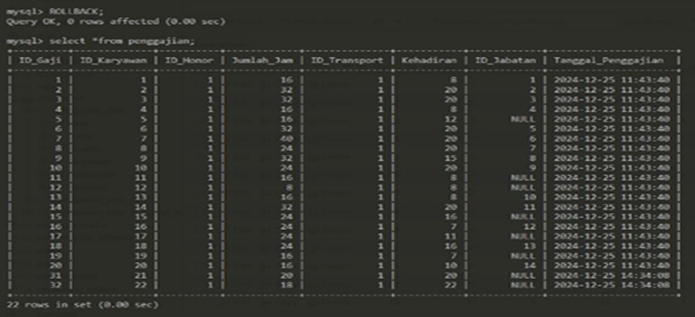 mysql> ROLLBACK;
Query OK, 0 rows affected (0.00 sec)
mysql> select *from penggajian;
| ID_Gaji | ID_Karyawan | ID_Honor | Jumlah_Jam | ID_Transport | Kehadiran | ID_Jabatan | Tanggal_Penggajian |
| 1 | 1 | 1 | 16 | 1 | 8 | 1 | 2024-12-25 11:43:40 |
| 2 | 2 | 1 | 32 | 1 | 20 | 2 | 2024-12-25 11:43:40 |
| 3 | 3 | 1 | 32 | 1 | 20 | 3 | 2024-12-25 11:43:40 |
| 4 | 4 | 1 | 16 | 1 | 8 | 4 | 2024-12-25 11:43:40 |
| 5 | 5 | 1 | 16 | 1 | 12 | NULL | 2024-12-25 11:43:40 |
| 6 | 6 | 1 | 32 | 1 | 20 | 5 | 2024-12-25 11:43:40 |
| 7 | 7 | 1 | 40 | 1 | 20 | 6 | 2024-12-25 11:43:40 |
| 8 | 8 | 1 | 24 | 1 | 20 | 7 | 2024-12-25 11:43:40 |
| 9 | 9 | 1 | 32 | 1 | 15 | 8 | 2024-12-25 11:43:40 |
| 10 | 10 | 1 | 24 | 1 | 20 | 9 | 2024-12-25 11:43:40 |
| 11 | 11 | 1 | 16 | 1 | 8 | NULL | 2024-12-25 11:43:40 |
| 12 | 12 | 1 | 8 | 1 | 8 | NULL | 2024-12-25 11:43:40 |
| 13 | 13 | 1 | 16 | 1 | 8 | 10 | 2024-12-25 11:43:40 |
| 14 | 14 | 1 | 32 | 1 | 20 | 11 | 2024-12-25 11:43:40 |
| 15 | 15 | 1 | 24 | 1 | 16 | NULL | 2024-12-25 11:43:40 |
| 16 | 16 | 1 | 24 | 1 | 7 | 12 | 2024-12-25 11:43:40 |
| 17 | 17 | 1 | 24 | 1 | 11 | NULL | 2024-12-25 11:43:40 |
| 18 | 18 | 1 | 24 | 1 | 16 | 13 | 2024-12-25 11:43:40 |
| 19 | 19 | 1 | 16 | 1 | 7 | NULL | 2024-12-25 11:43:40 |
| 20 | 20 | 1 | 16 | 1 | 10 | 14 | 2024-12-25 11:43:40 |
| 31 | 21 | 1 | 20 | 1 | 20 | NULL | 2024-12-25 14:34:08 |
| 32 | 22 | 1 | 18 | 1 | 22 | NULL | 2024-12-25 14:34:08 |
22 rows in set (0.00 sec)